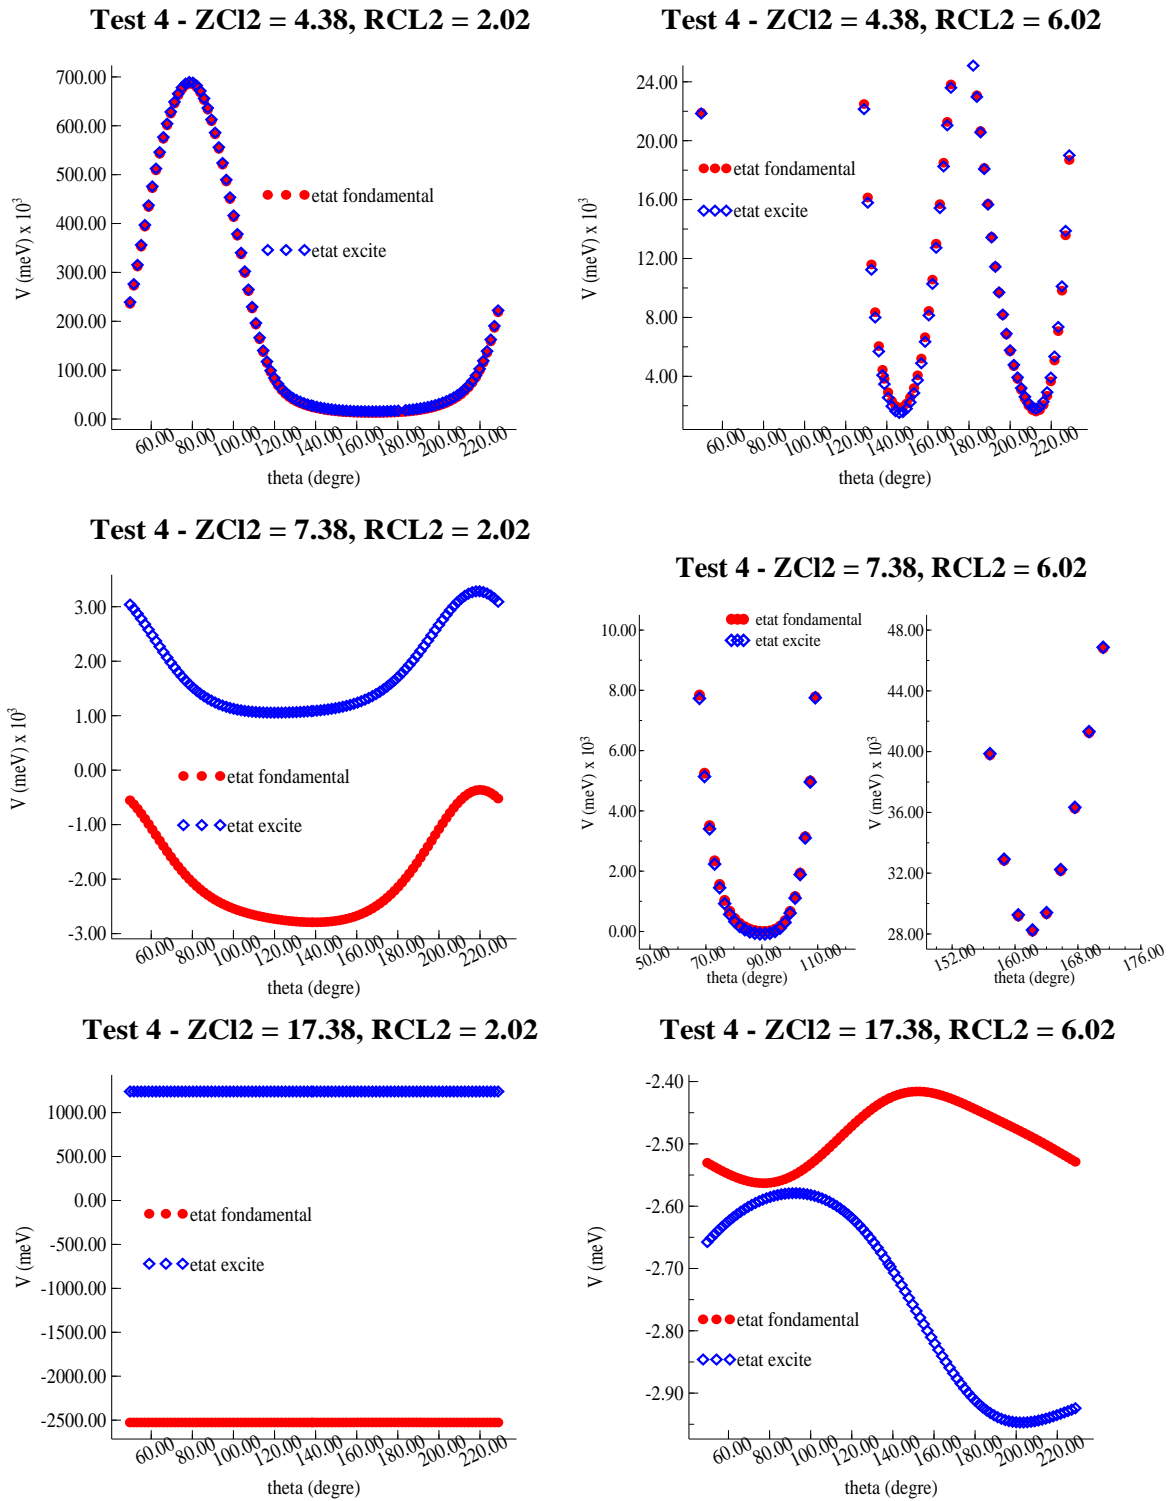 Test 4 - ZCl2 = 4.38, RCL2 = 2.02
V (meV) x 10³
700.00
600.00
500.00
400.00
300.00
200.00
100.00
0.00
etat fondamental
etat excite
60.00 80.00 100.00 120.00 140.00 160.00 180.00 200.00 220.00
theta (degre)
Test 4 - ZCl2 = 4.38, RCL2 = 6.02
V (meV) x 10³
24.00
20.00
16.00
12.00
8.00
4.00
etat fondamental
etat excite
60.00 80.00 100.00 120.00 140.00 160.00 180.00 200.00 220.00
theta (degre)
Test 4 - ZCl2 = 7.38, RCL2 = 2.02
V (meV) x 10³
3.00
2.00
1.00
0.00
-1.00
-2.00
-3.00
etat fondamental
etat excite
60.00 80.00 100.00 120.00 140.00 160.00 180.00 200.00 220.00
theta (degre)
Test 4 - ZCl2 = 7.38, RCL2 = 6.02
etat fondamental
etat excite
V (meV) x 10³
10.00
8.00
6.00
4.00
2.00
0.00
50.00 70.00 90.00 110.00
theta (degre)
V (meV) x 10³
48.00
44.00
40.00
36.00
32.00
28.00
152.00 160.00 168.00 176.00
theta (degre)
Test 4 - ZCl2 = 17.38, RCL2 = 2.02
V (meV)
1000.00
500.00
0.00
-500.00
-1000.00
-1500.00
-2000.00
-2500.00
etat fondamental
etat excite
60.00 80.00 100.00 120.00 140.00 160.00 180.00 200.00 220.00
theta (degre)
Test 4 - ZCl2 = 17.38, RCL2 = 6.02
V (meV)
-2.40
-2.50
-2.60
-2.70
-2.80
-2.90
etat fondamental
etat excite
60.00 80.00 100.00 120.00 140.00 160.00 180.00 200.00 220.00
theta (degre)